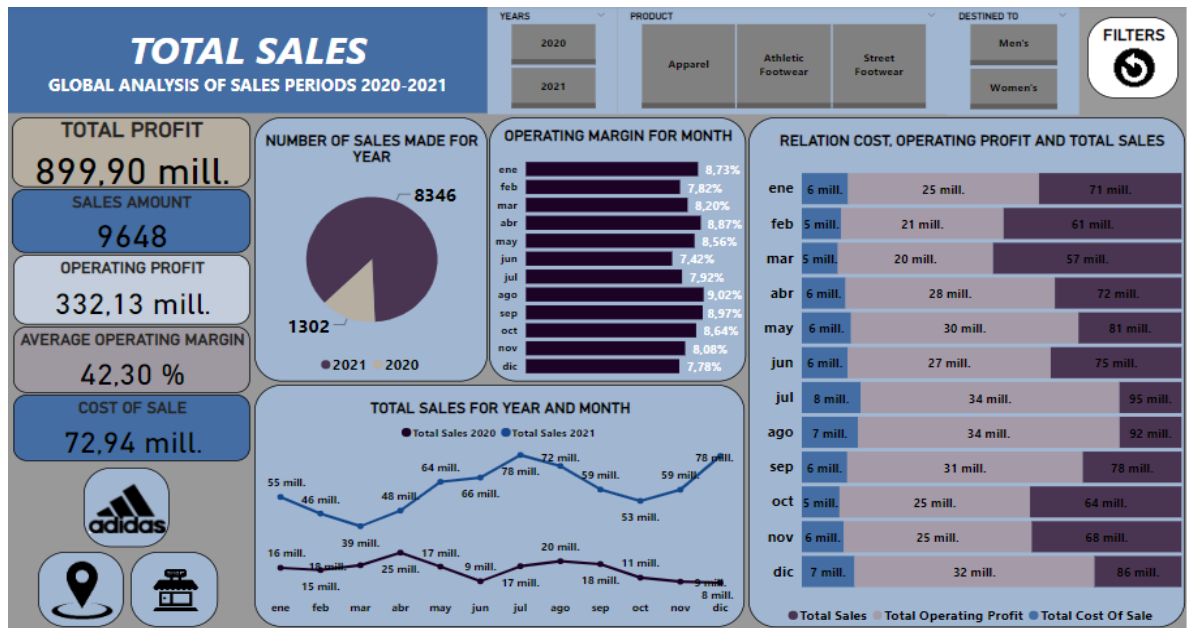 TOTAL SALES
GLOBAL ANALYSIS OF SALES PERIODS 2020-2021
YEARS
2020
2021
PRODUCT
Apparel
Athletic
Footwear
Street
Footwear
DESTINED TO
Men's
Women's
FILTERS
TOTAL PROFIT
899,90 mill.
SALES AMOUNT
9648
OPERATING PROFIT
332,13 mill.
AVERAGE OPERATING MARGIN
42,30 %
COST OF SALE
72,94 mill.
adidas
NUMBER OF SALES MADE FOR
YEAR
8346
1302
2021 2020
OPERATING MARGIN FOR MONTH
ene 8,73%
feb 7,82%
mar 8,20%
abr 8,87%
may 8,56%
jun 7,42%
jul 7,92%
ago 9,02%
sep 8,97%
oct 8,64%
nov 8,08%
dic 7,78%
TOTAL SALES FOR YEAR AND MONTH
Total Sales 2020 Total Sales 2021
55 mill. 46 mill. 39 mill. 48 mill. 64 mill. 66 mill. 78 mill. 72 mill. 59 mill. 53 mill. 59 mill. 78 mill.
16 mill. 15 mill. 18 mill. 25 mill. 17 mill. 9 mill. 17 mill. 20 mill. 18 mill. 11 mill. 9 mill. 8 mill.
ene feb mar abr may jun jul ago sep oct nov dic
RELATION COST, OPERATING PROFIT AND TOTAL SALES
ene 6 mill. 25 mill. 71 mill.
feb 5 mill. 21 mill. 61 mill.
mar 5 mill. 20 mill. 57 mill.
abr 6 mill. 28 mill. 72 mill.
may 6 mill. 30 mill. 81 mill.
jun 6 mill. 27 mill. 75 mill.
jul 8 mill. 34 mill. 95 mill.
ago 7 mill. 34 mill. 92 mill.
sep 6 mill. 31 mill. 78 mill.
oct 5 mill. 25 mill. 64 mill.
nov 6 mill. 25 mill. 68 mill.
dic 7 mill. 32 mill. 86 mill.
Total Sales Total Operating Profit Total Cost Of Sale